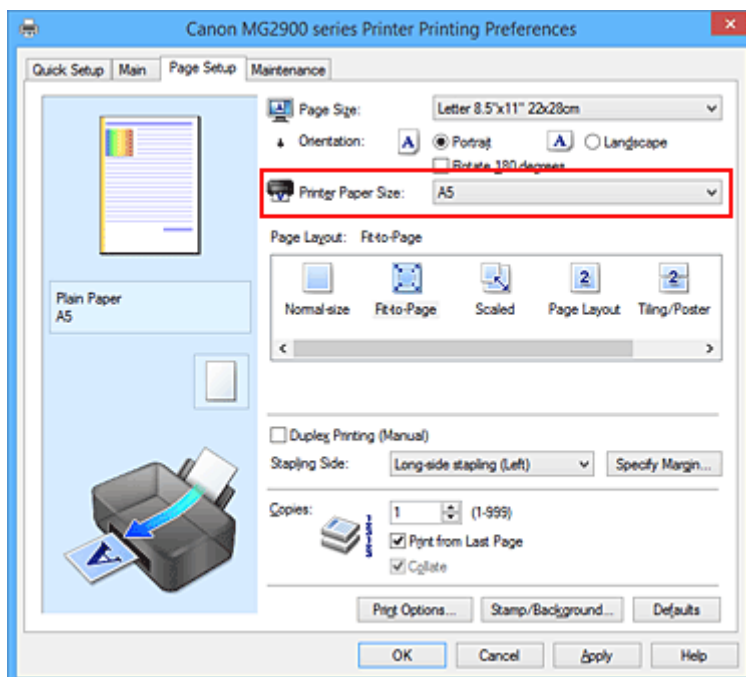 Canon MG2900 series Printer Printing Preferences
Quick Setup Main Page Setup Maintenance
Page Size: Letter 8.5"x11" 22x28cm
Orientation: A Portrait A Landscape
Rotate 180 degrees
Printer Paper Size: A5
Page Layout: Fit-to-Page
Normal-size Fit-to-Page Scaled Page Layout Tiling/Poster
Plain Paper
A5
Duplex Printing (Manual)
Stapling Side: Long-side stapling (Left) Specify Margin...
Copies: 1 (1-999)
Print from Last Page
Collate
Print Options... Stamp/Background... Defaults
OK Cancel Apply Help